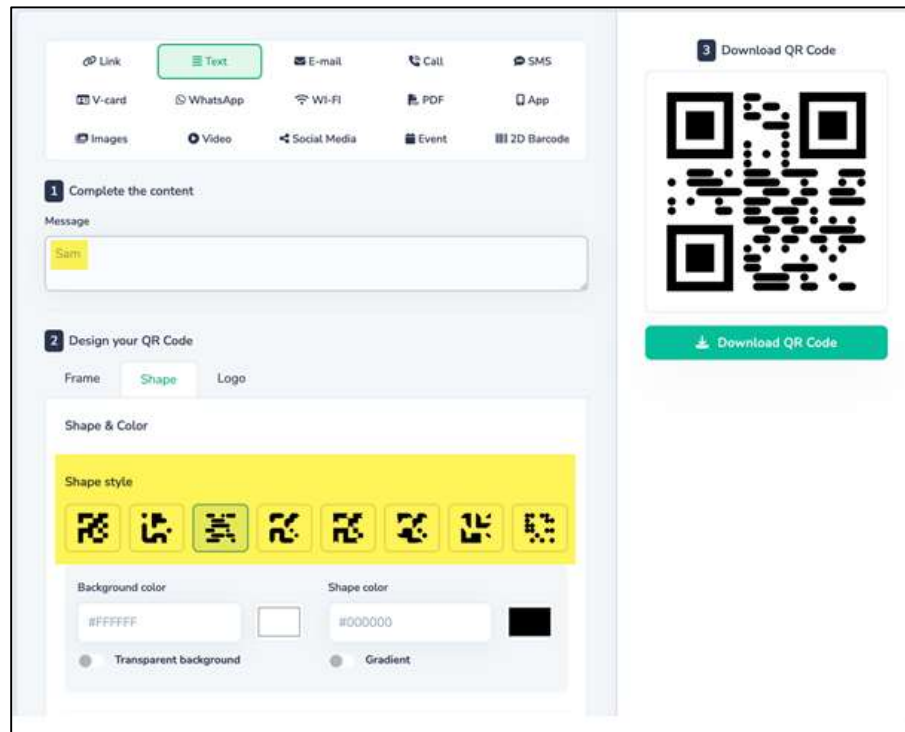 Link Text E-mail Call SMS
V-card WhatsApp WI-FI PDF App
Images Video Social Media Event 2D Barcode
1 Complete the content
Message
Sam
2 Design your QR Code
Frame Shape Logo
Shape & Color
Shape style
Background color Shape color
#FFFFFF #000000
Transparent background Gradient
3 Download QR Code
Download QR Code